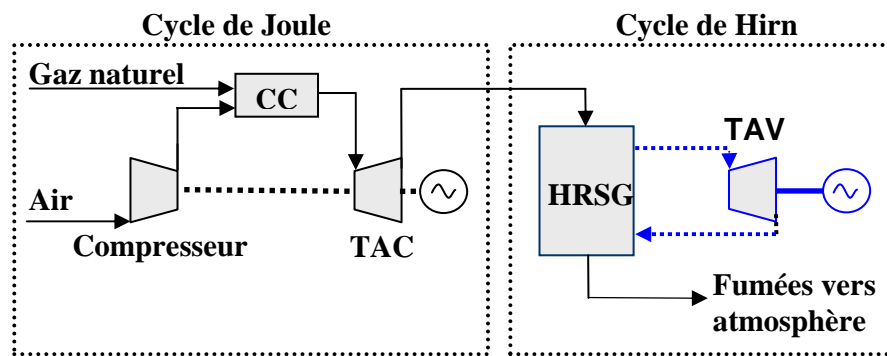 Cycle de Joule
Cycle de Hirn
Gaz naturel
CC
TAV
HRSG
Air
Compresseur
TAC
Fumées vers
atmosphère